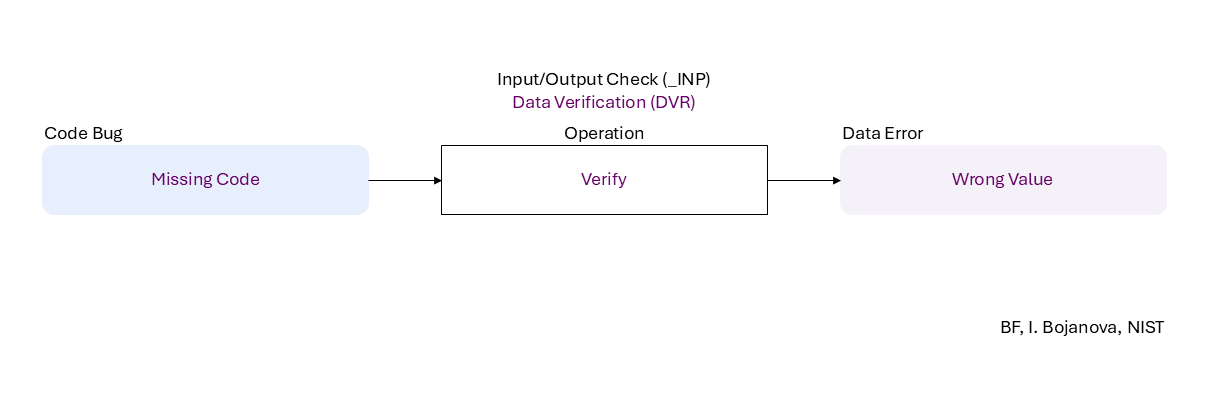 Input/Output Check (_INP)
Data Verification (DVR)
Code Bug
Operation
Data Error
Missing Code
Verify
Wrong Value
BF, I. Bojanova, NIST